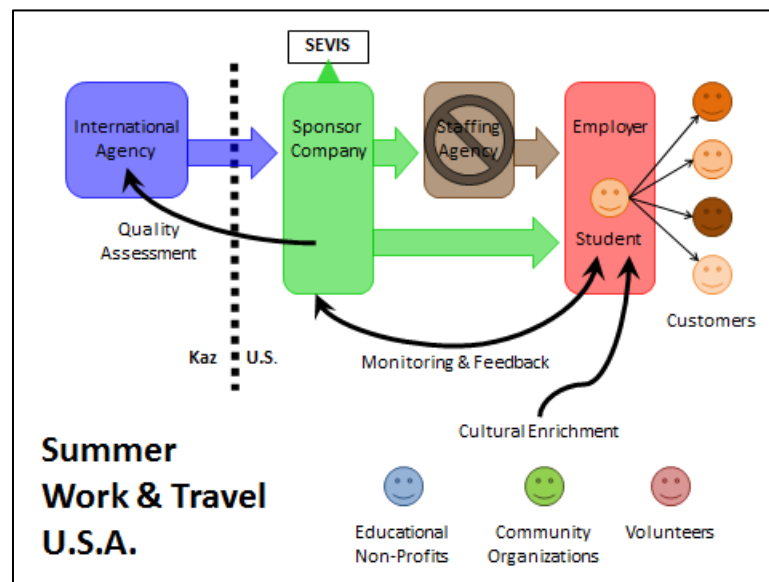 SEVIS
International
Agency
Sponsor
Company
Staffing
Agency
Employer
Student
Quality
Assessment
Customers
Kaz
U.S.
Monitoring & Feedback
Cultural Enrichment
Summer
Work & Travel
U.S.A.
Educational
Non-Profits
Community
Organizations
Volunteers